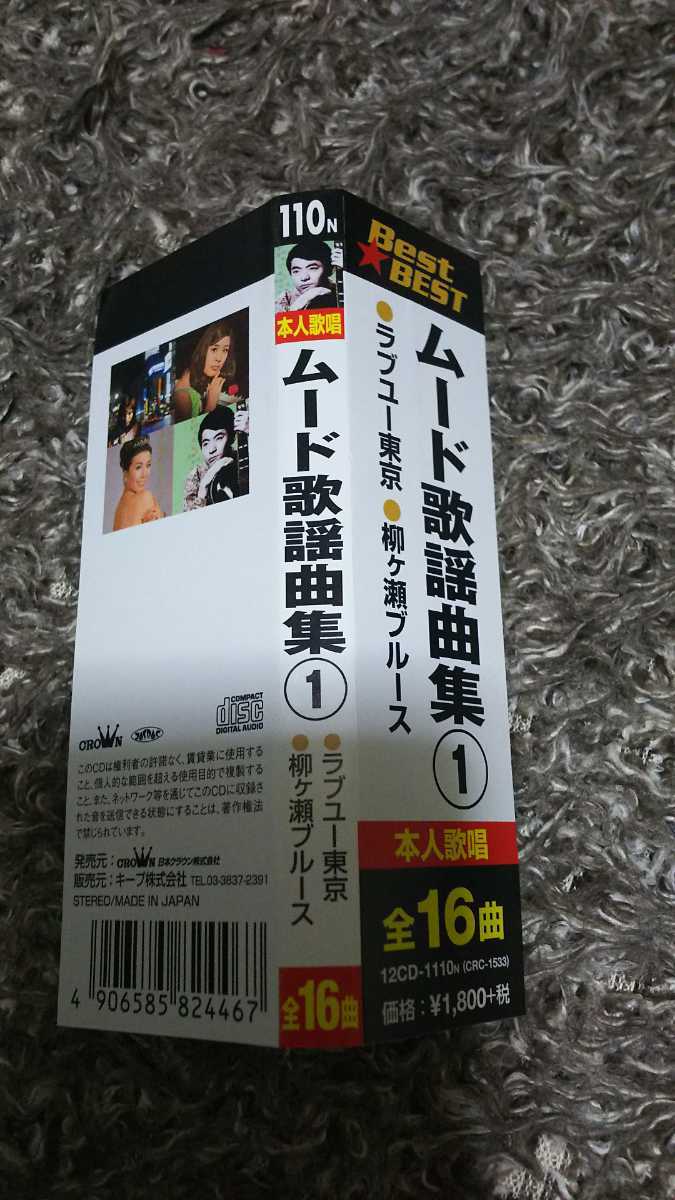 Best
★BEST
ムード歌謡曲集①
●ラブユー東京●柳ケ瀬ブルース
本人歌唱
全16曲
12CD-1110N (CRC-1533)
価格：¥1,800+税
110N
本人歌唱
ムード歌謡曲集①
●ラブユー東京
●柳ケ瀬ブルース
全16曲
COMPACT
disc
DIGITAL AUDIO
CROWN
このCDは権利者の許諾なく、賃貸業に使用する
こと、個人的な範囲を超える使用目的で複製する
こと、また、ネットワーク等を通じてこのCDに収録さ
れた音を送信できる状態にすることは、著作権法
で禁じられています。
発売元：CROWN 日本クラウン株式会社
販売元：キープ株式会社 TEL.03-3837-2391
STEREO/MADE IN JAPAN
4 906585 824467